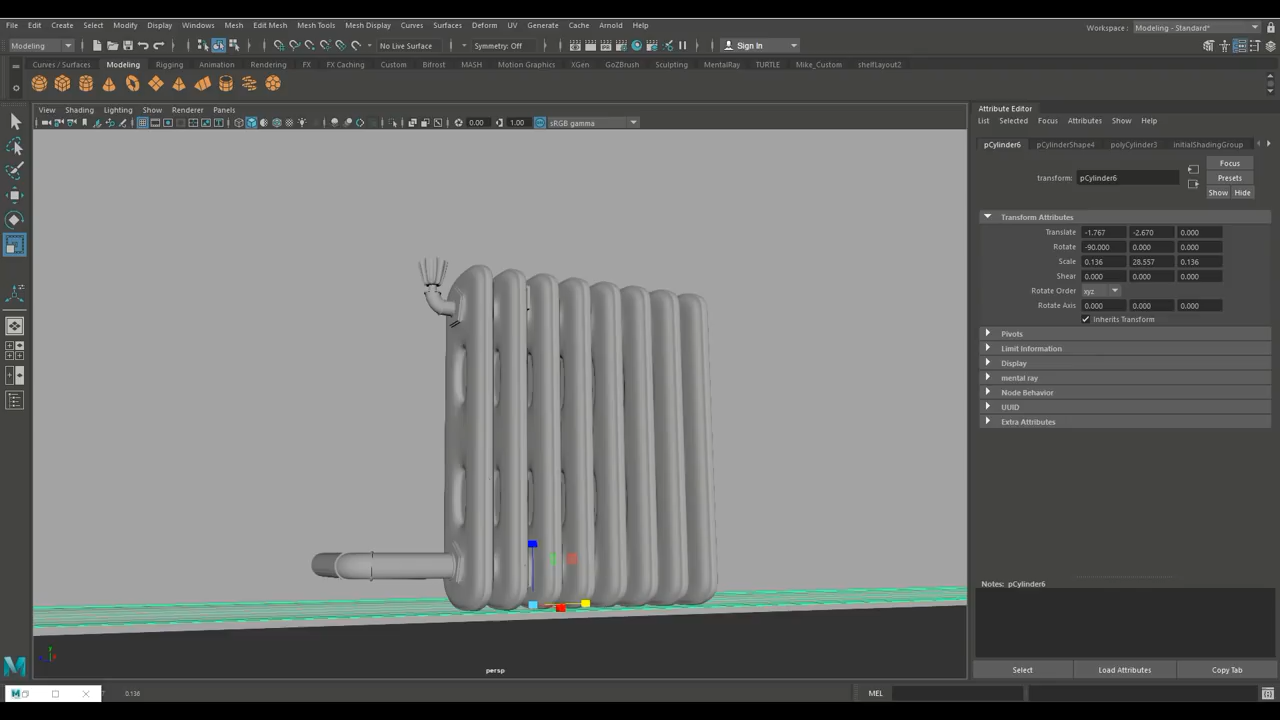 File Edit Create Select Modify Display Windows Mesh Edit Mesh Mesh Tools Mesh Display Curves Surfaces Deform UV Generate Cache Arnold Help
Workspace: Modeling - Standard*
Modeling No Live Surface Symmetry: Off Sign In
Curves / Surfaces Modeling Rigging Animation Rendering FX FX Caching Custom Bifrost MASH Motion Graphics XGen GoZBrush Sculpting MentalRay TURTLE Mike_Custom shelfLayout2
View Shading Lighting Show Renderer Panels
0.00 1.00 sRGB gamma
Attribute Editor
List Selected Focus Attributes Show Help
pCylinder6 pCylinderShape4 polyCylinder3 initialShadingGroup
Focus
transform: pCylinder6
Presets
Show Hide
Transform Attributes
Translate -1.767 -2.670 0.000
Rotate -90.000 0.000 0.000
Scale 0.136 28.557 0.136
Shear 0.000 0.000 0.000
Rotate Order xyz
Rotate Axis 0.000 0.000 0.000
Inherits Transform
Pivots
Limit Information
Display
mental ray
Node Behavior
UUID
Extra Attributes
Notes: pCylinder6
persp
Select Load Attributes Copy Tab
0.136
MEL